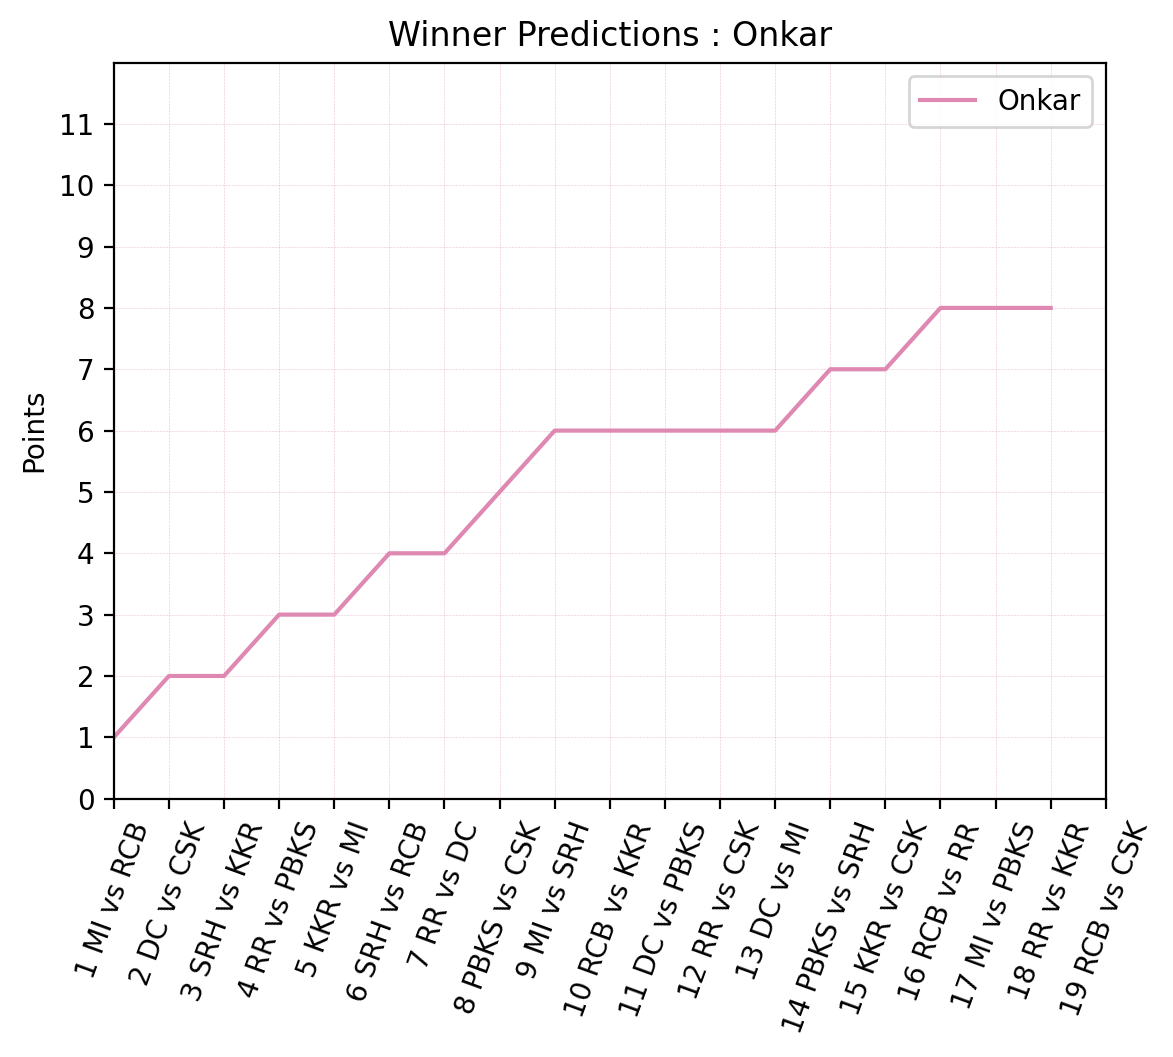 Winner Predictions : Onkar
Onkar
11
10
9
8
7
6
5
4
3
2
1
0
Points
1 MI vs RCB
2 DC vs CSK
3 SRH vs KKR
4 RR vs PBKS
5 KKR vs MI
6 SRH vs RCB
7 RR vs DC
8 PBKS vs CSK
9 MI vs SRH
10 RCB vs KKR
11 DC vs PBKS
12 RR vs CSK
13 DC vs MI
14 PBKS vs SRH
15 KKR vs CSK
16 RCB vs RR
17 MI vs PBKS
18 RR vs KKR
19 RCB vs CSK